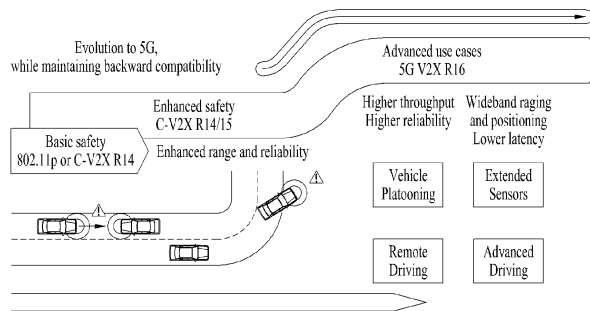 Evolution to 5G,
while maintaining backward compatibility
Advanced use cases
5G V2X R16
Enhanced safety
C-V2X R14/15
Higher throughput
Higher reliability
Wideband raging
and positioning
Lower latency
Basic safety
802.11p or C-V2X R14
Enhanced range and reliability
Vehicle
Platooning
Extended
Sensors
Remote
Driving
Advanced
Driving